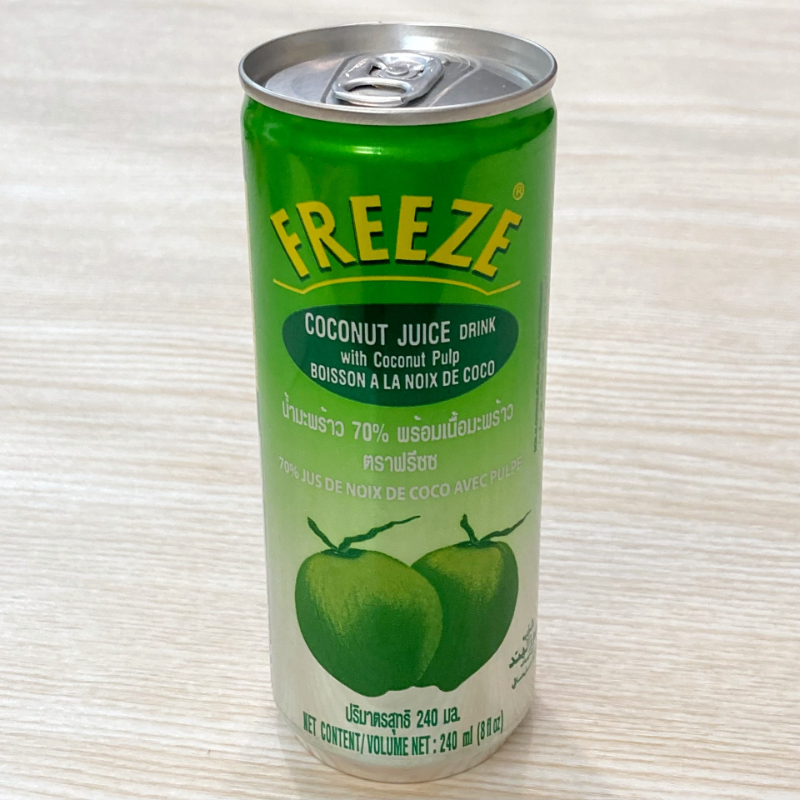 FREEZE®
COCONUT JUICE DRINK
with Coconut Pulp
BOISSON A LA NOIX DE COCO
น้ำมะพร้าว 70% พร้อมเนื้อมะพร้าว
ตราฟรีซซ
70% JUS DE NOIX DE COCO AVEC PULPE
ปริมาตรสุทธิ 240 มล.
NET CONTENT/VOLUME NET : 240 ml (8 fl oz)